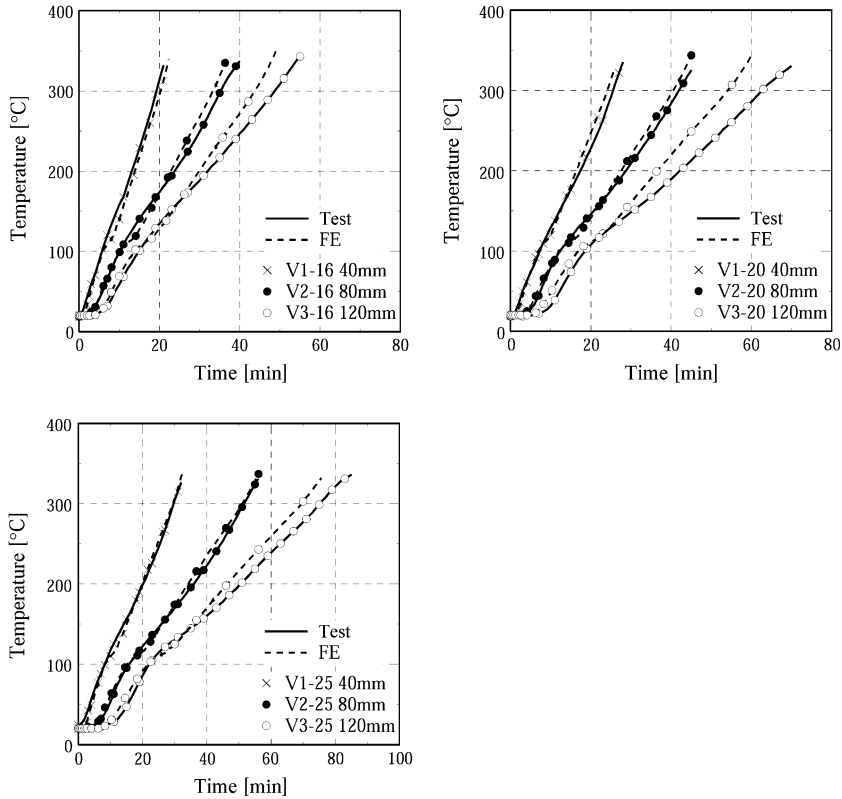 400
300
200
100
0
Temperature [°C]
Test
FE
V1-16 40mm
V2-16 80mm
V3-16 120mm
0
20
40
60
80
Time [min]
400
300
200
100
0
Temperature [°C]
Test
FE
V1-20 40mm
V2-20 80mm
V3-20 120mm
0
20
40
60
80
Time [min]
400
300
200
100
0
Temperature [°C]
Test
FE
V1-25 40mm
V2-25 80mm
V3-25 120mm
0
20
40
60
80
100
Time [min]